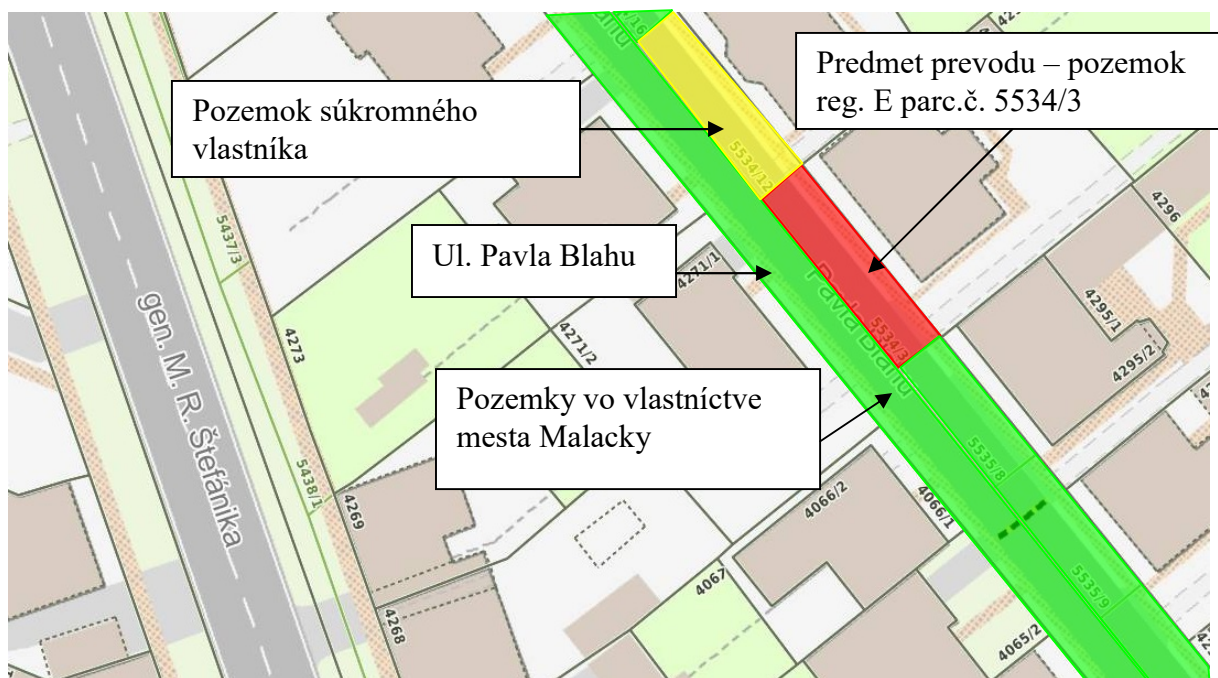 Pozemok súkromného
vlastníka
Predmet prevodu – pozemok
reg. E parc.č. 5534/3
Ul. Pavla Blahu
Pozemky vo vlastníctve
mesta Malacky
gen. M. R. Štefánika
Pavla Blahu
5534/12
5534/3
5437/3
5438/1
4273
4269
4268
4271/1
4271/2
4296
4295/1
4295/2
5535/8
5535/9
4066/2
4066/1
4067
4065/2